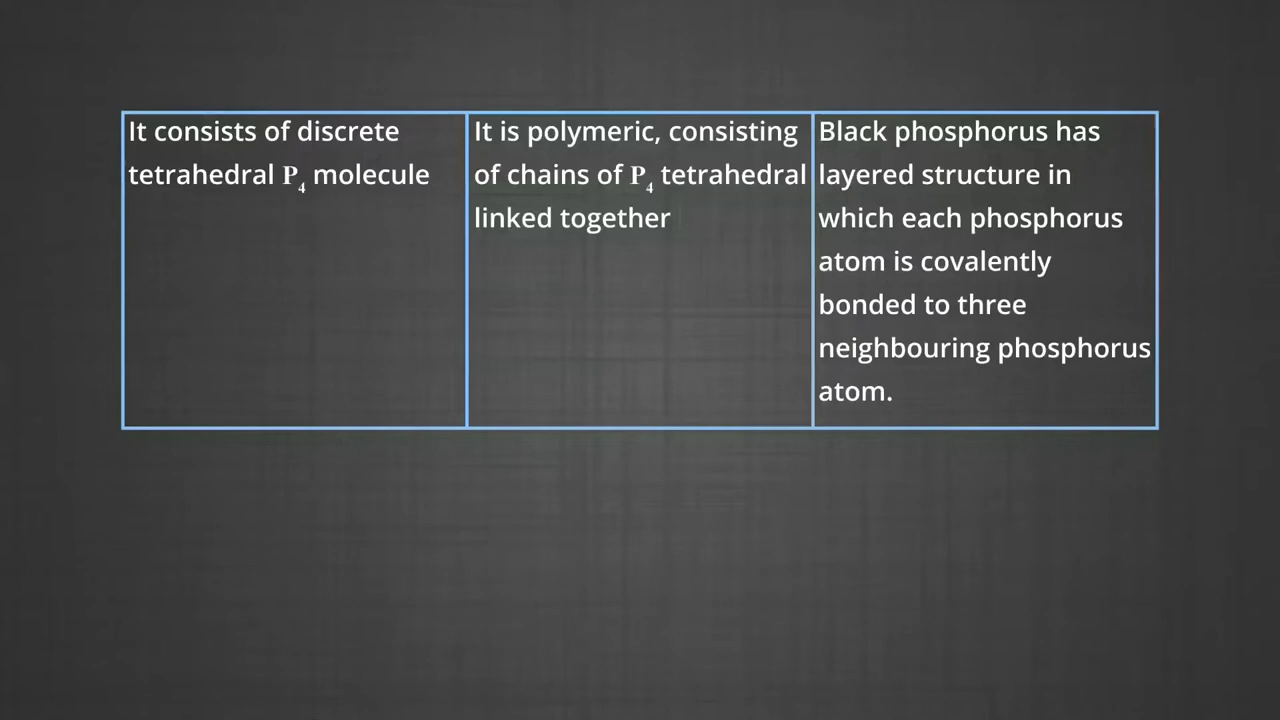 It consists of discrete
tetrahedral P₄ molecule
It is polymeric, consisting
of chains of P₄ tetrahedral
linked together
Black phosphorus has
layered structure in
which each phosphorus
atom is covalently
bonded to three
neighbouring phosphorus
atom.